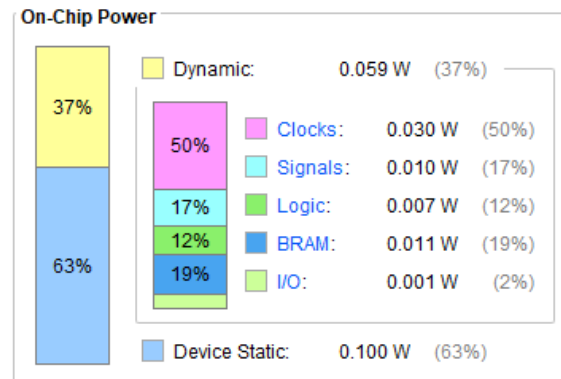 On-Chip Power
37%
63%
Dynamic: 0.059 W (37%)
50%
17%
12%
19%
Clocks: 0.030 W (50%)
Signals: 0.010 W (17%)
Logic: 0.007 W (12%)
BRAM: 0.011 W (19%)
I/O: 0.001 W (2%)
Device Static: 0.100 W (63%)